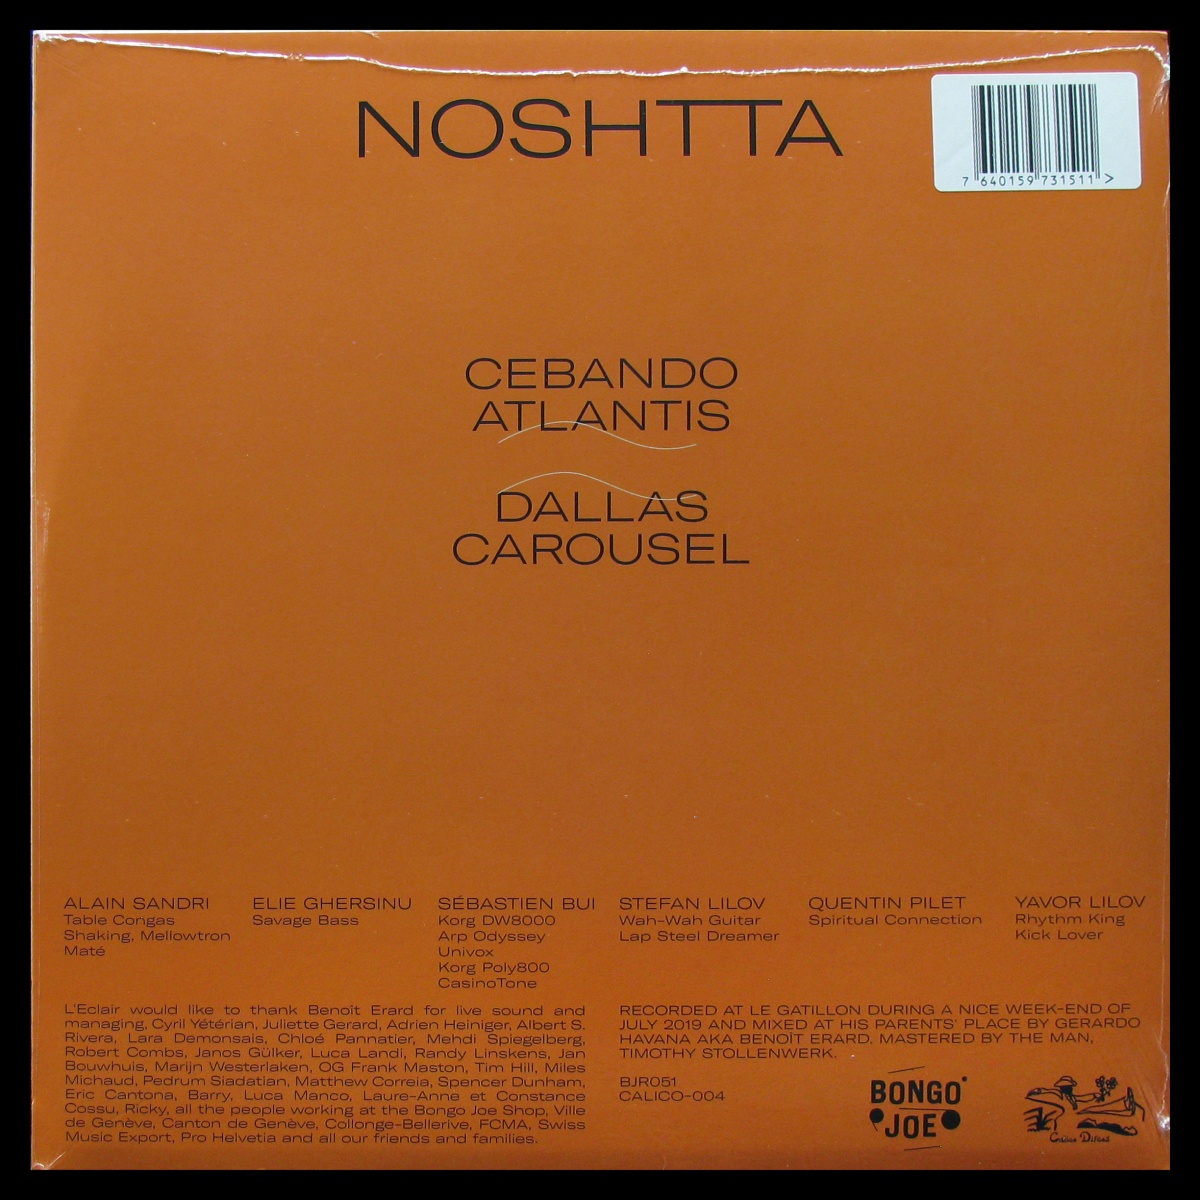 NOSHTTA
7 640159 731511 >
CEBANDO
ATLANTIS
DALLAS
CAROUSEL
ALAIN SANDRI
Table Congas
Shaking, Mellowtron
Maté
ELIE GHERSINU
Savage Bass
SÉBASTIEN BUI
Korg DW8000
Arp Odyssey
Univox
Korg Poly800
CasinoTone
STEFAN LILOV
Wah-Wah Guitar
Lap Steel Dreamer
QUENTIN PILET
Spiritual Connection
YAVOR LILOV
Rhythm King
Kick Lover
L'Eclair would like to thank Benoît Erard for live sound and
managing, Cyril Yétérian, Juliette Gerard, Adrien Heiniger, Albert S.
Rivera, Lara Demonsais, Chloé Pannatier, Mehdi Spiegelberg,
Robert Combs, Janos Gülker, Luca Landi, Randy Linskens, Jan
Bouwhuis, Marijn Westerlaken, OG Frank Maston, Tim Hill, Miles
Michaud, Pedrum Siadatian, Matthew Correia, Spencer Dunham,
Eric Cantona, Barry, Luca Manco, Laure-Anne et Constance
Cossu, Ricky, all the people working at the Bongo Joe Shop, Ville
de Genève, Canton de Genève, Collonge-Bellerive, FCMA, Swiss
Music Export, Pro Helvetia and all our friends and families.
RECORDED AT LE GATILLON DURING A NICE WEEK-END OF
JULY 2019 AND MIXED AT HIS PARENTS' PLACE BY GERARDO
HAVANA AKA BENOÎT ERARD. MASTERED BY THE MAN,
TIMOTHY STOLLENWERK.
BJR051
CALICO-004
BONGO
JOE
Calico Discos